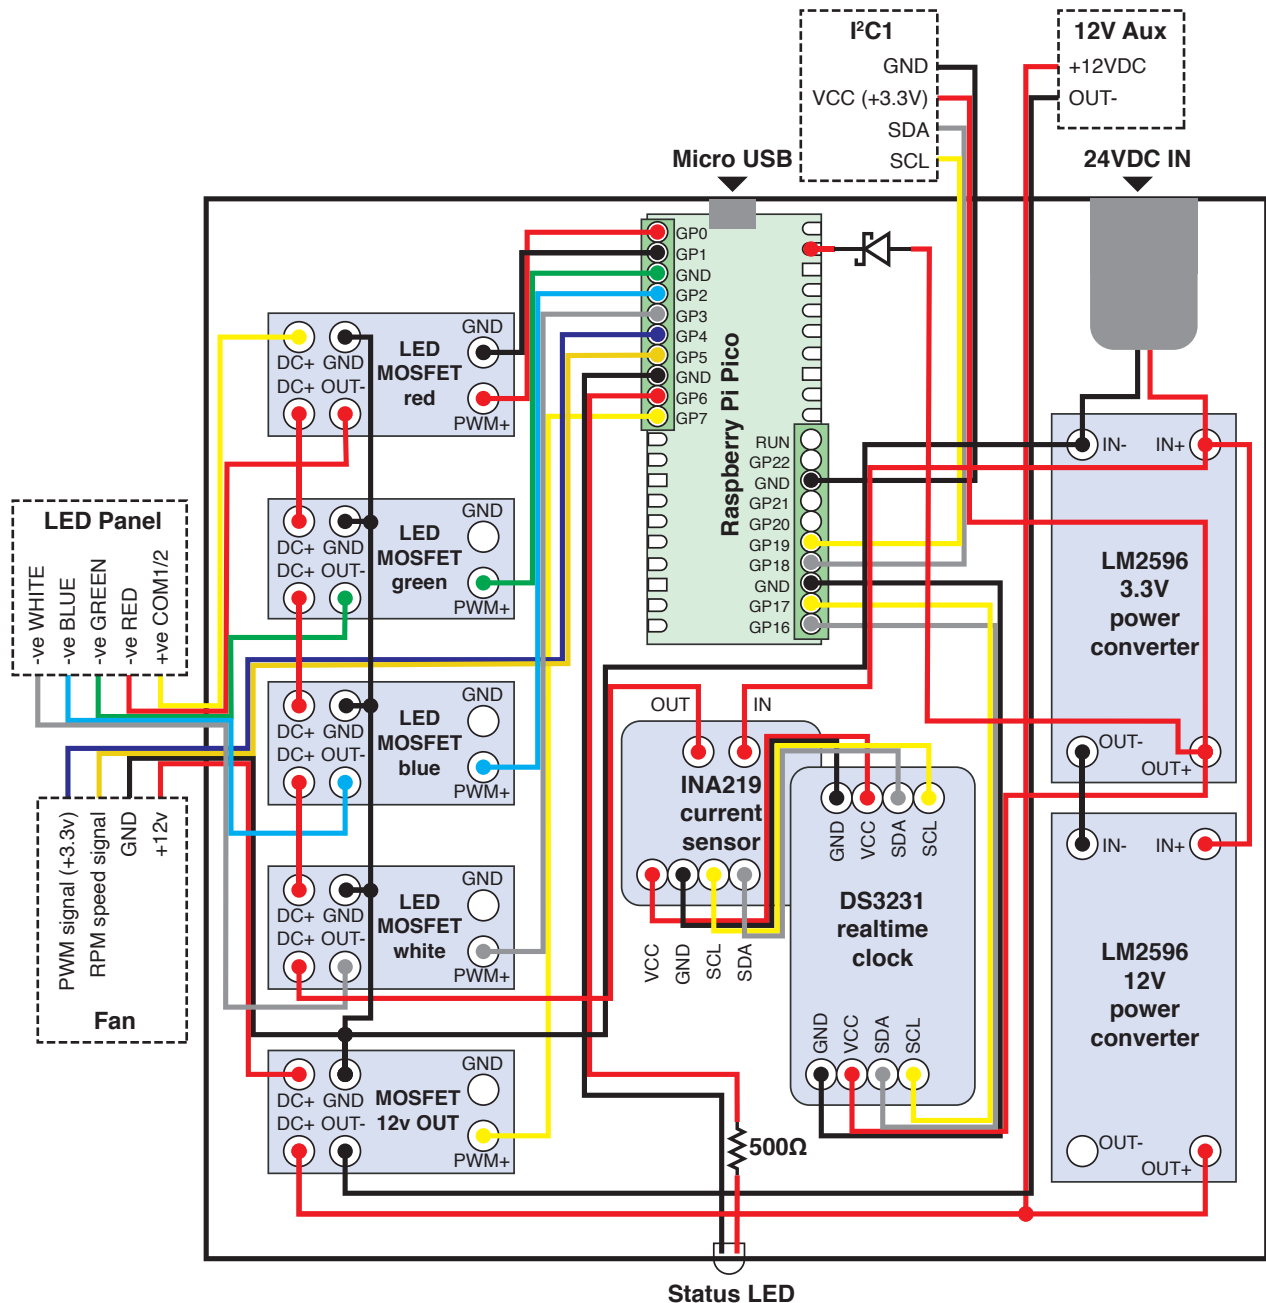 I²C1
GND
VCC (+3.3V)
SDA
SCL
12V Aux
+12VDC
OUT-
Micro USB
24VDC IN
Raspberry Pi Pico
GP0
GP1
GND
GP2
GP3
GP4
GP5
GND
GP6
GP7
RUN
GP22
GND
GP21
GP20
GP19
GP18
GND
GP17
GP16
GND
DC+ GND
DC+ OUT-
LED
MOSFET
red
PWM+
GND
DC+ GND
DC+ OUT-
LED
MOSFET
green
PWM+
GND
DC+ GND
DC+ OUT-
LED
MOSFET
blue
PWM+
GND
DC+ GND
DC+ OUT-
LED
MOSFET
white
PWM+
GND
DC+ GND
DC+ OUT-
MOSFET
12v OUT
PWM+
LED Panel
-ve WHITE
-ve BLUE
-ve GREEN
-ve RED
+ve COM1/2
PWM signal (+3.3v)
RPM speed signal
GND
+12v
Fan
OUT
IN
INA219
current
sensor
VCC
GND
SCL
SDA
GND
VCC
SDA
SCL
DS3231
realtime
clock
GND
VCC
SDA
SCL
IN-
IN+
LM2596
3.3V
power
converter
OUT-
OUT+
IN-
IN+
LM2596
12V
power
converter
OUT-
OUT+
500Ω
Status LED